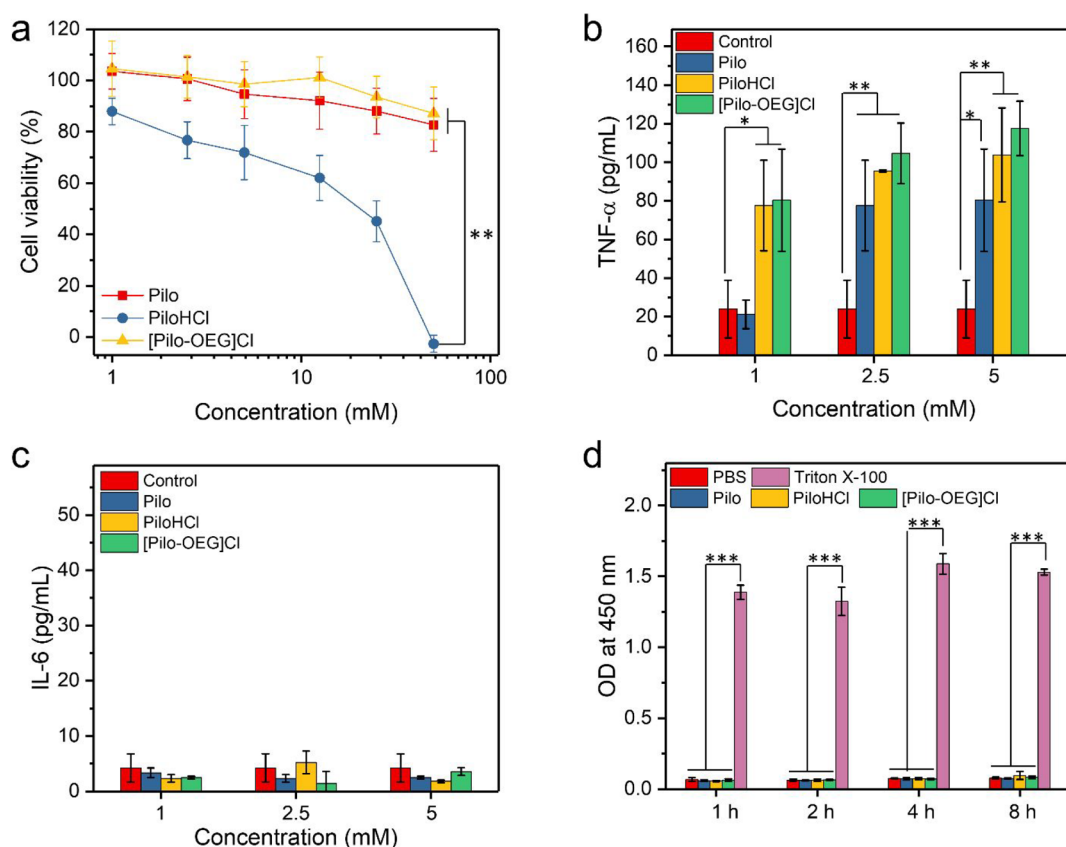 a
Cell viability (%)
120
100
80
60
40
20
0
**
Pilo
PiloHCl
[Pilo-OEG]Cl
1
10
100
Concentration (mM)
b
TNF-α (pg/mL)
160
140
120
100
80
60
40
20
0
Control
Pilo
PiloHCl
[Pilo-OEG]Cl
*
**
*
**
1
2.5
5
Concentration (mM)
c
IL-6 (pg/mL)
50
40
30
20
10
0
Control
Pilo
PiloHCl
[Pilo-OEG]Cl
1
2.5
5
Concentration (mM)
d
OD at 450 nm
2.0
1.5
1.0
0.5
0.0
PBS Triton X-100
Pilo PiloHCl [Pilo-OEG]Cl
***
***
***
***
1 h
2 h
4 h
8 h